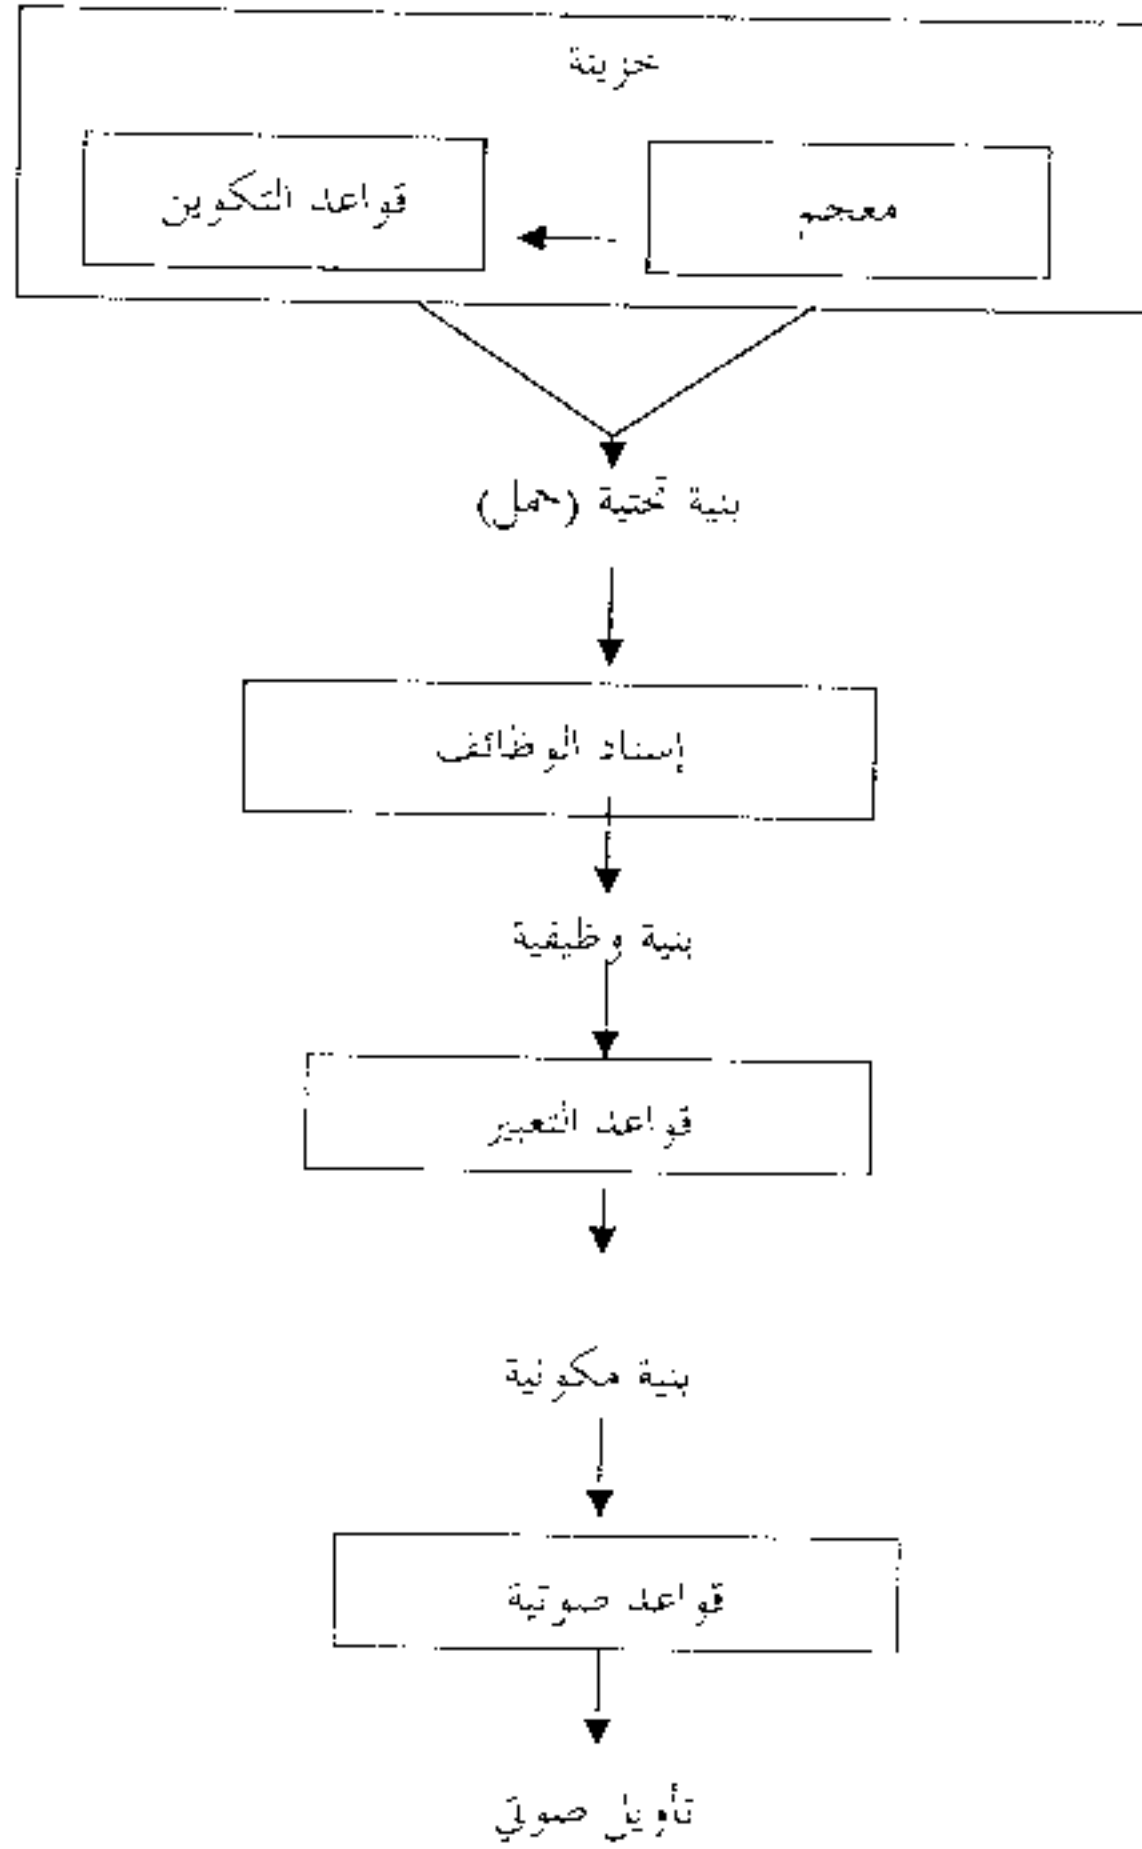 خزينة
معجم
قواعد التكوين
بنية تحتية (حمل)
إسناد الوظائف
بنية وظيفية
قواعد التعبير
بنية مكونية
قواعد صوتية
تأويل صوتي